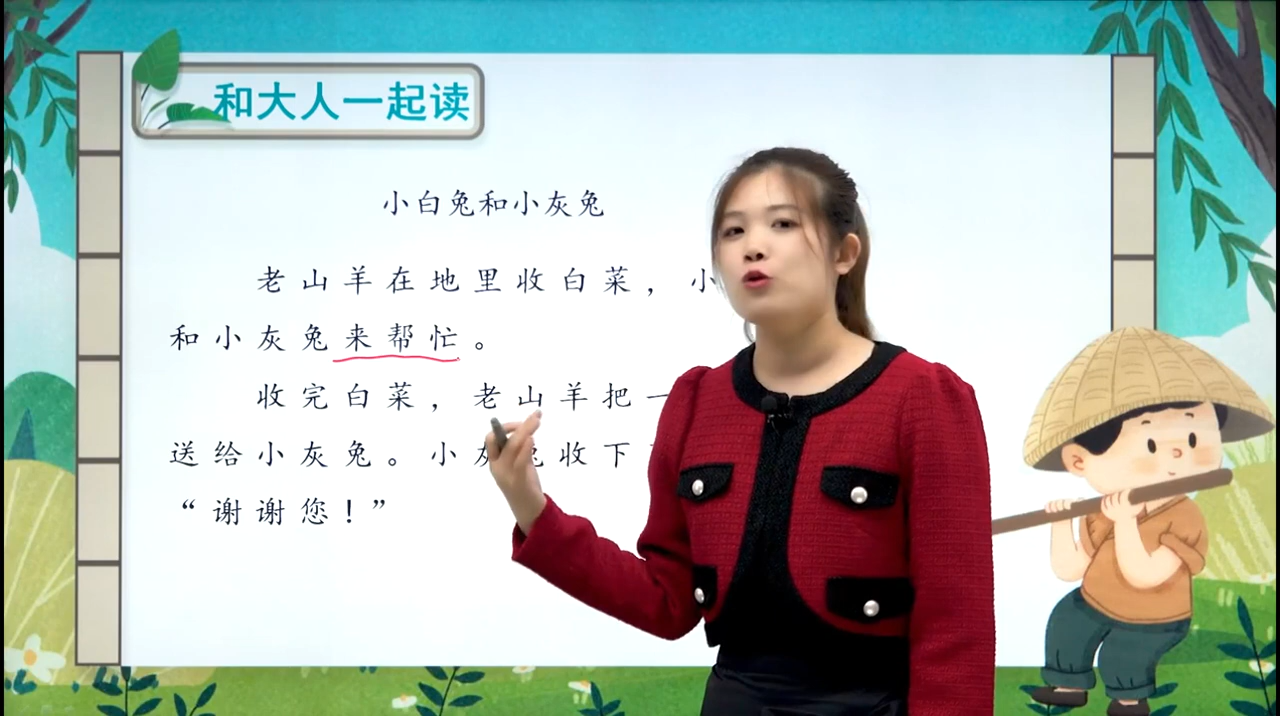 和大人一起读
小白兔和小灰兔
老山羊在地里收白菜，小
和小灰兔来帮忙。
收完白菜，老山羊把一
送给小灰兔。小灰兔收下
“谢谢您！”